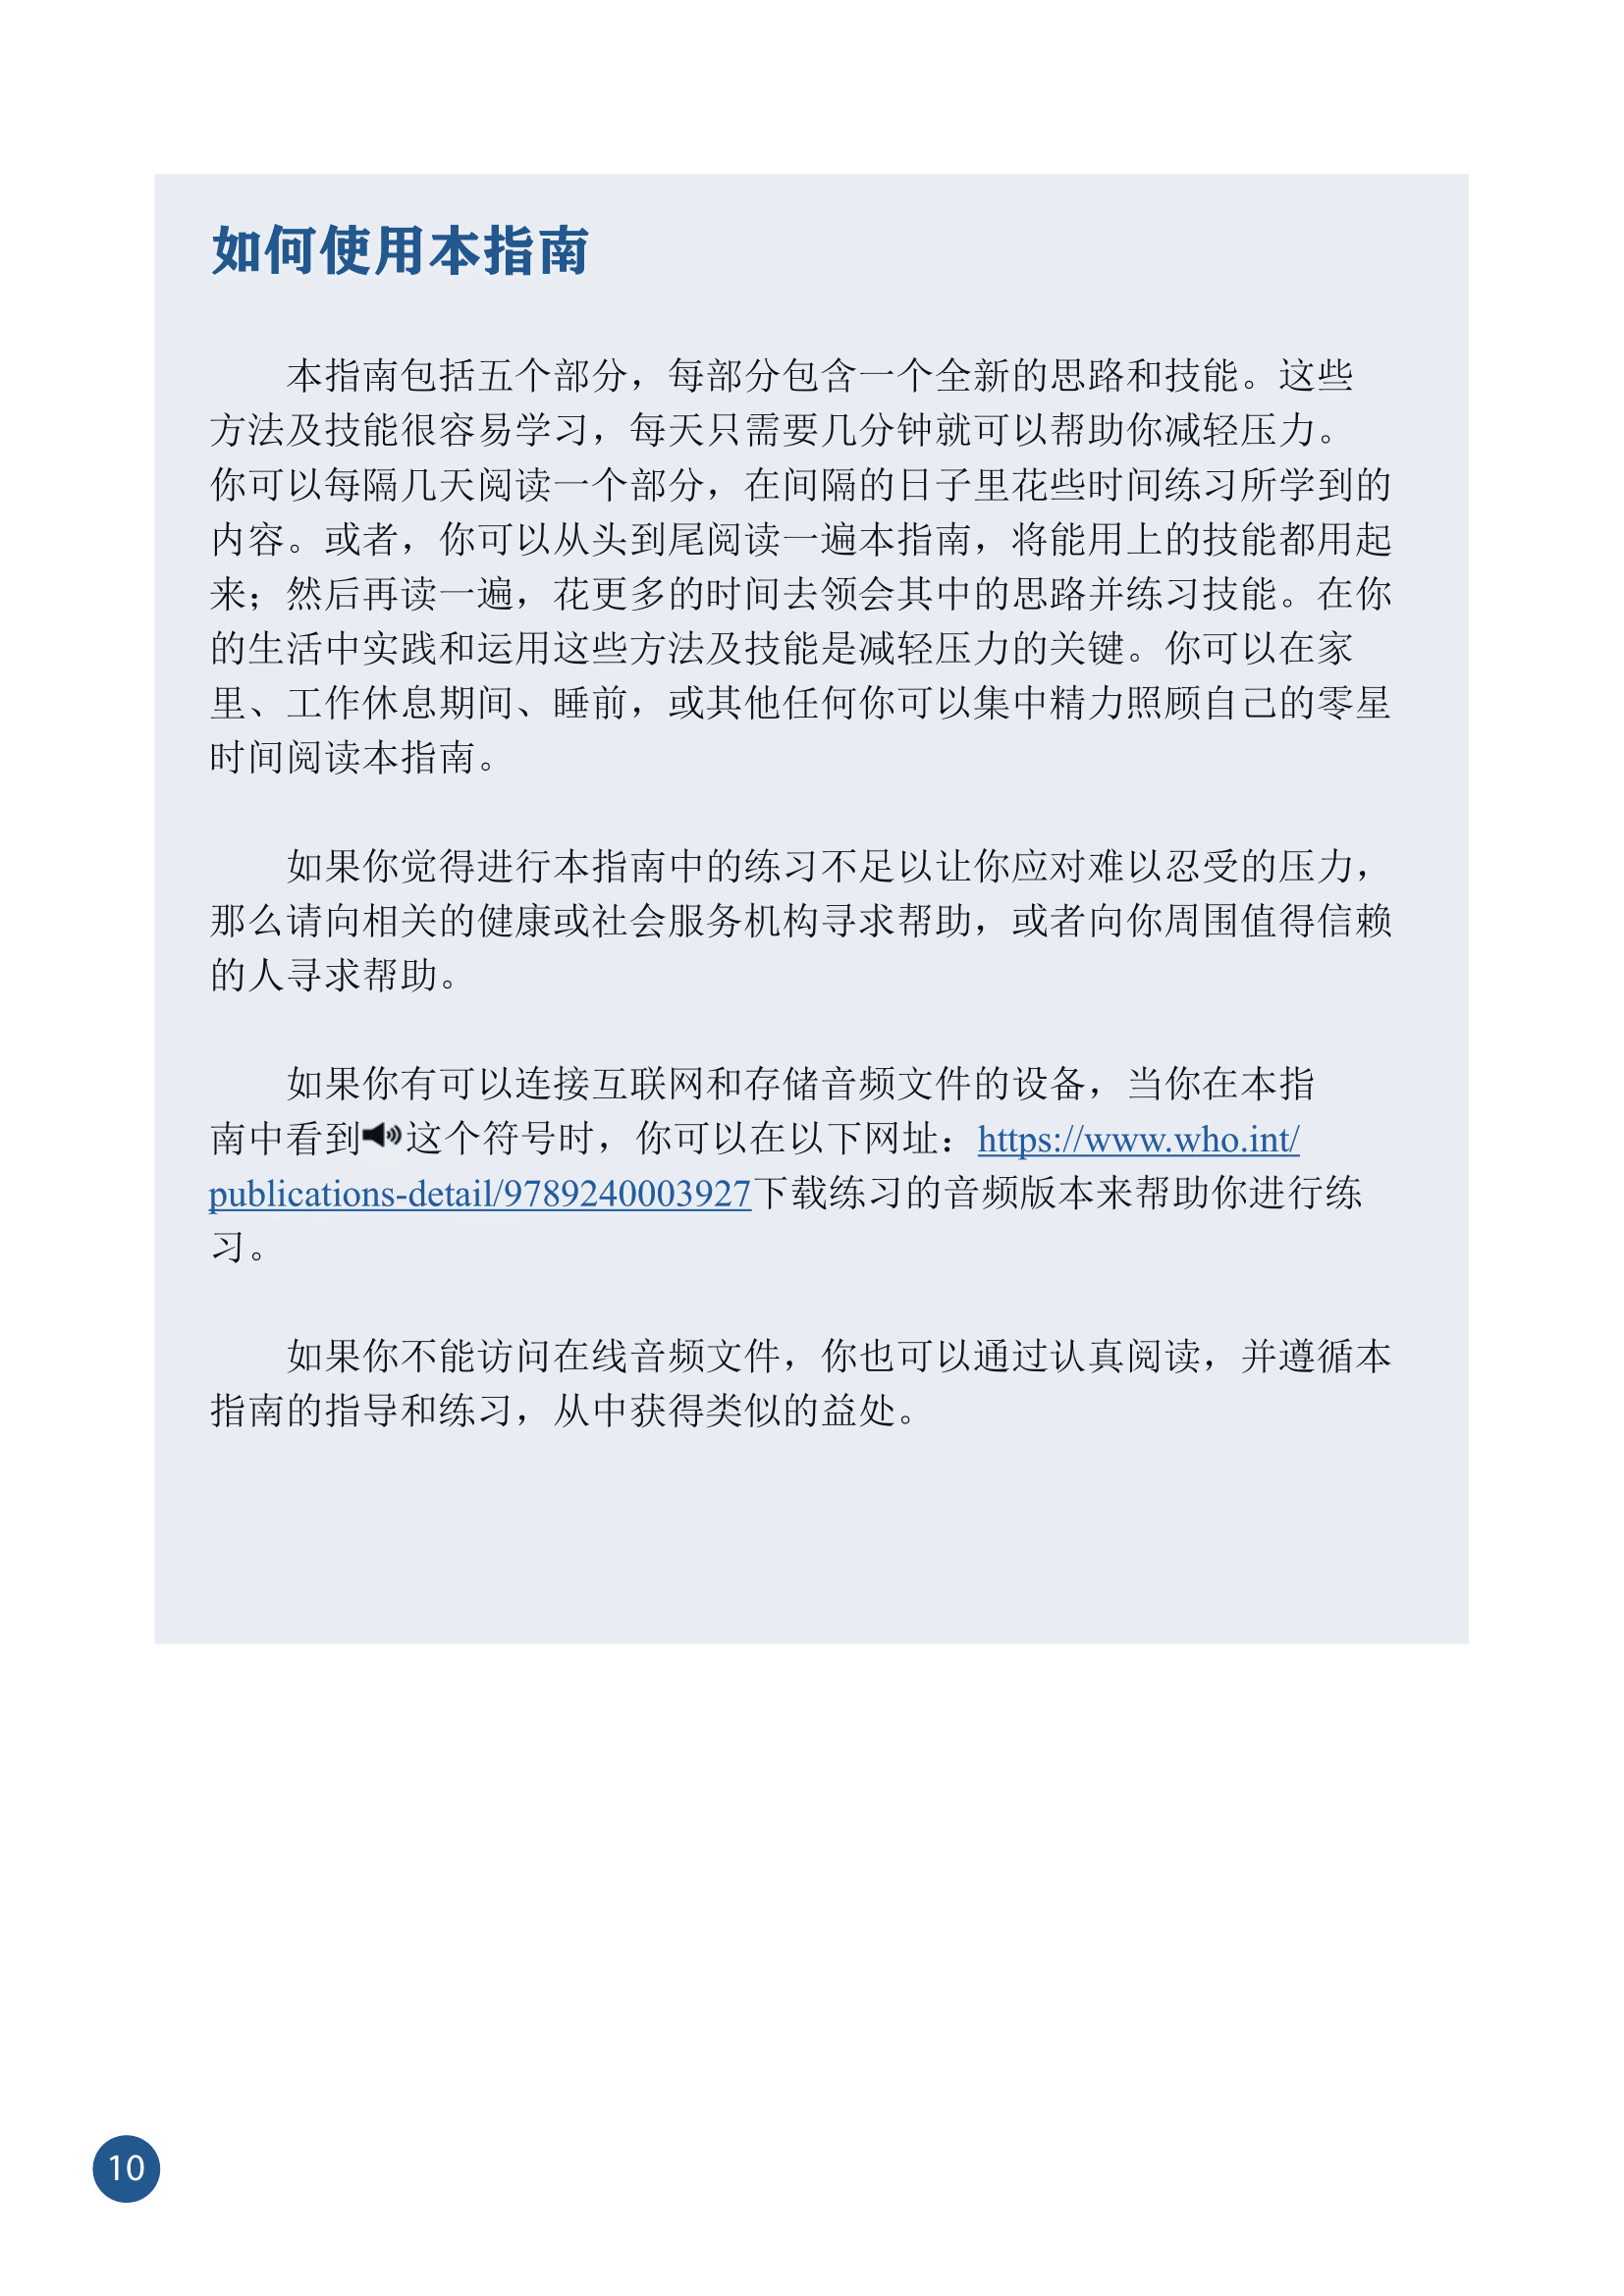 如何使用本指南
本指南包括五个部分，每部分包含一个全新的思路和技能。这些
方法及技能很容易学习，每天只需要几分钟就可以帮助你减轻压力。
你可以每隔几天阅读一个部分，在间隔的日子里花些时间练习所学到的
内容。或者，你可以从头到尾阅读一遍本指南，将能用上的技能都用起
来；然后再读一遍，花更多的时间去领会其中的思路并练习技能。在你
的生活中实践和运用这些方法及技能是减轻压力的关键。你可以在家
里、工作休息期间、睡前，或其他任何你可以集中精力照顾自己的零星
时间阅读本指南。
如果你觉得进行本指南中的练习不足以让你应对难以忍受的压力，
那么请向相关的健康或社会服务机构寻求帮助，或者向你周围值得信赖
的人寻求帮助。
如果你有可以连接互联网和存储音频文件的设备，当你在本指
南中看到这个符号时，你可以在以下网址：https://www.who.int/
publications-detail/9789240003927下载练习的音频版本来帮助你进行练
习。
如果你不能访问在线音频文件，你也可以通过认真阅读，并遵循本
指南的指导和练习，从中获得类似的益处。
10